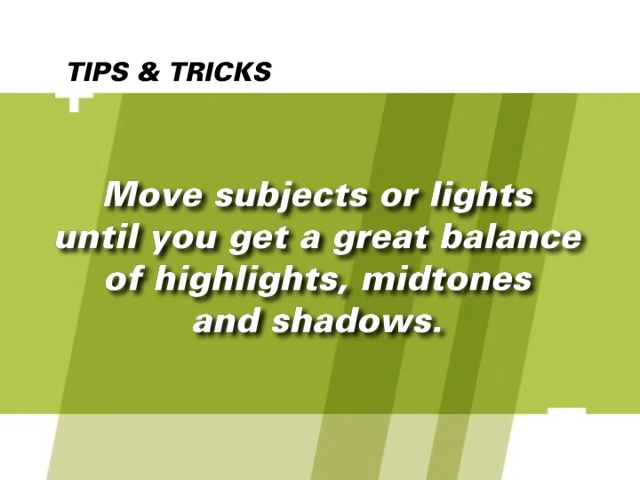 TIPS & TRICKS
Move subjects or lights
until you get a great balance
of highlights, midtones
and shadows.